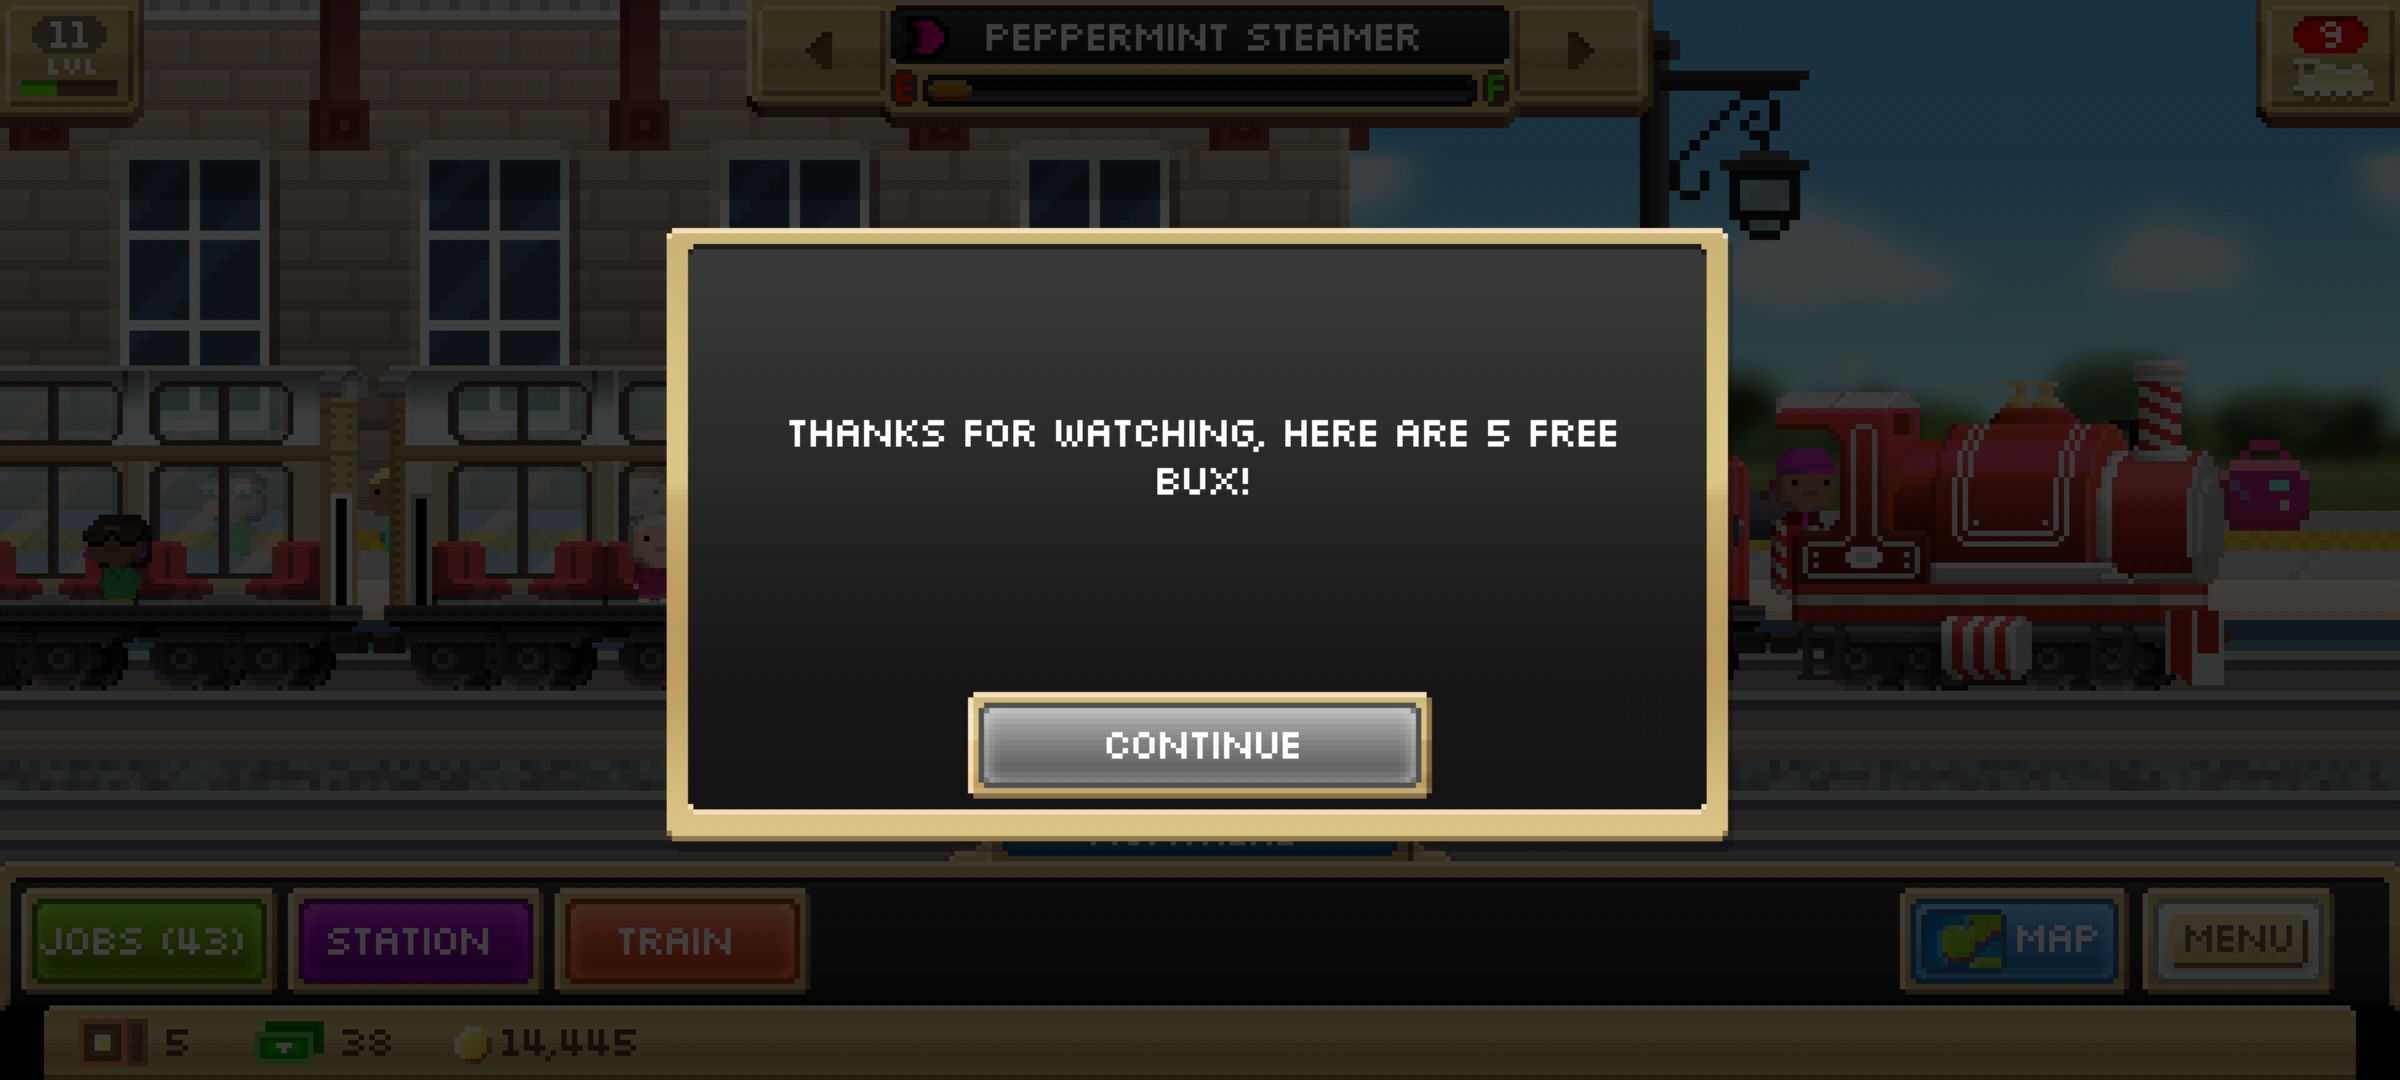 11
LVL
PEPPERMINT STEAMER
E F
9
THANKS FOR WATCHING, HERE ARE 5 FREE
BUX!
CONTINUE
JOBS (43) STATION TRAIN MAP MENU
5 38 14,445